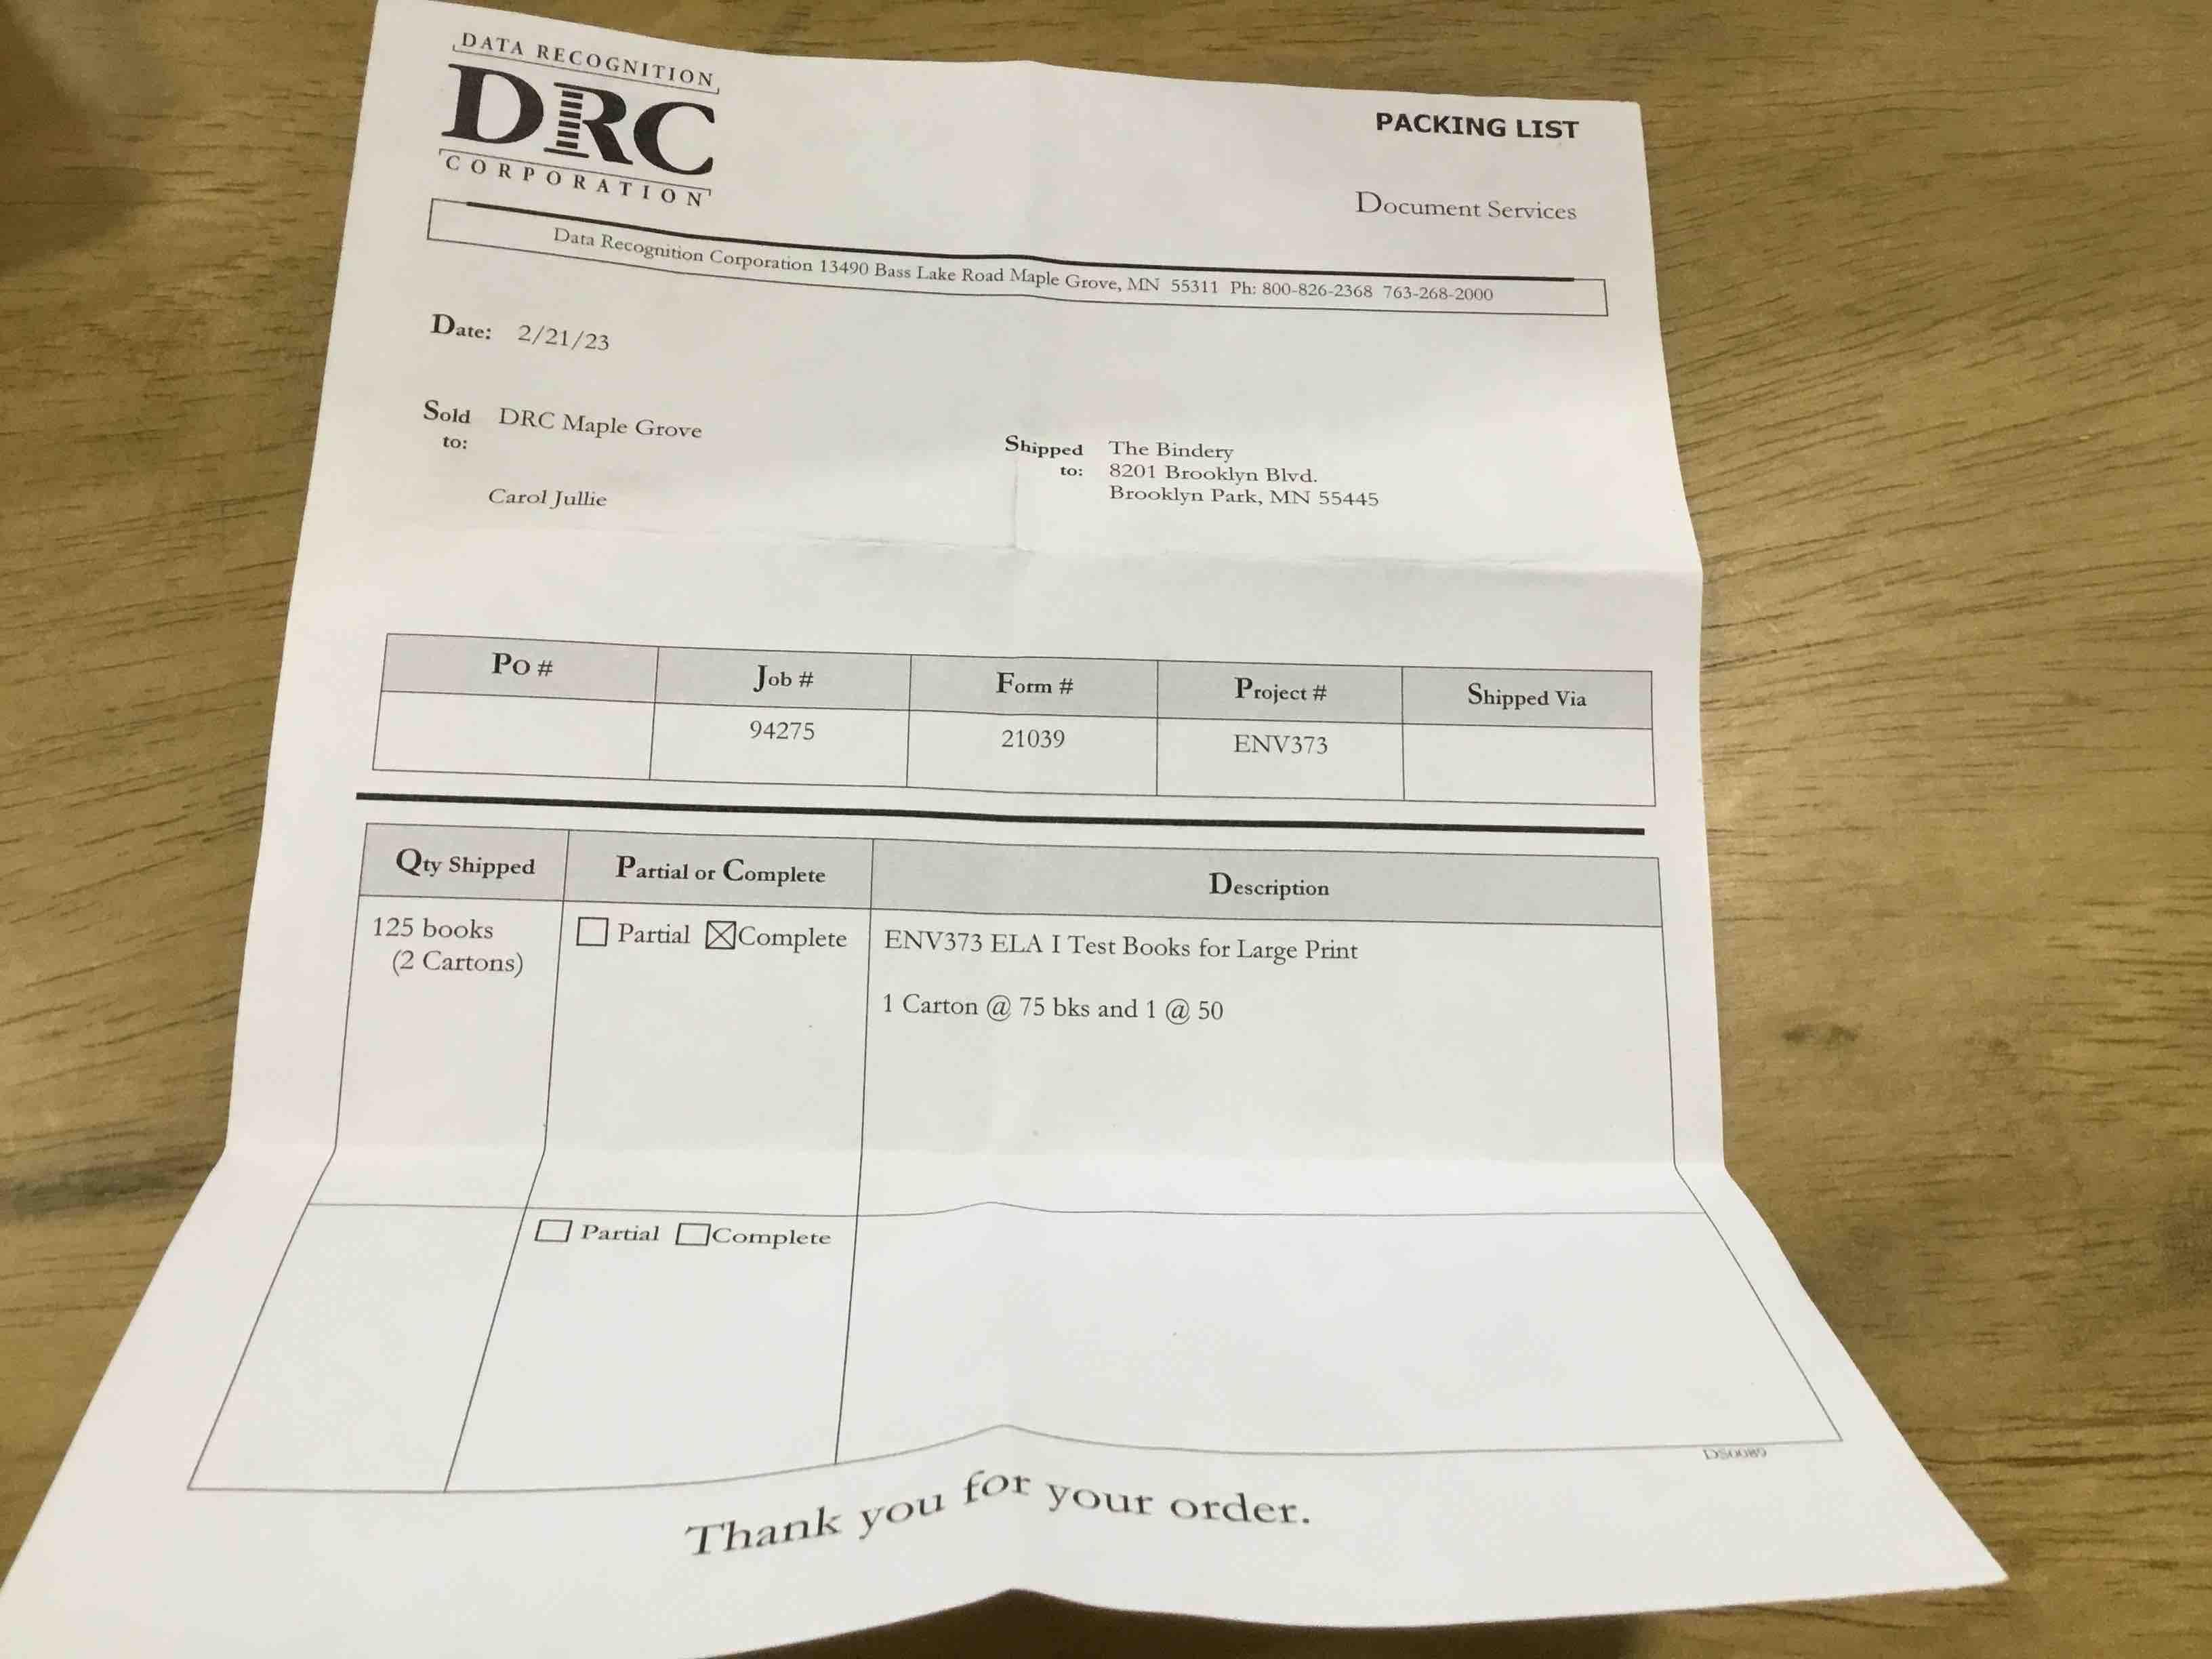 DATA RECOGNITION
DRC
CORPORATION
PACKING LIST
Document Services
Data Recognition Corporation 13490 Bass Lake Road Maple Grove, MN 55311 Ph: 800-826-2368 763-268-2000
Date: 2/21/23
Sold to: DRC Maple Grove
Carol Jullie
Shipped to: The Bindery
8201 Brooklyn Blvd.
Brooklyn Park, MN 55445
Po # Job # Form # Project # Shipped Via
94275 21039 ENV373
Qty Shipped Partial or Complete Description
125 books Partial Complete ENV373 ELA I Test Books for Large Print
(2 Cartons)
1 Carton @ 75 bks and 1 @ 50
Partial Complete
DS0089
Thank you for your order.